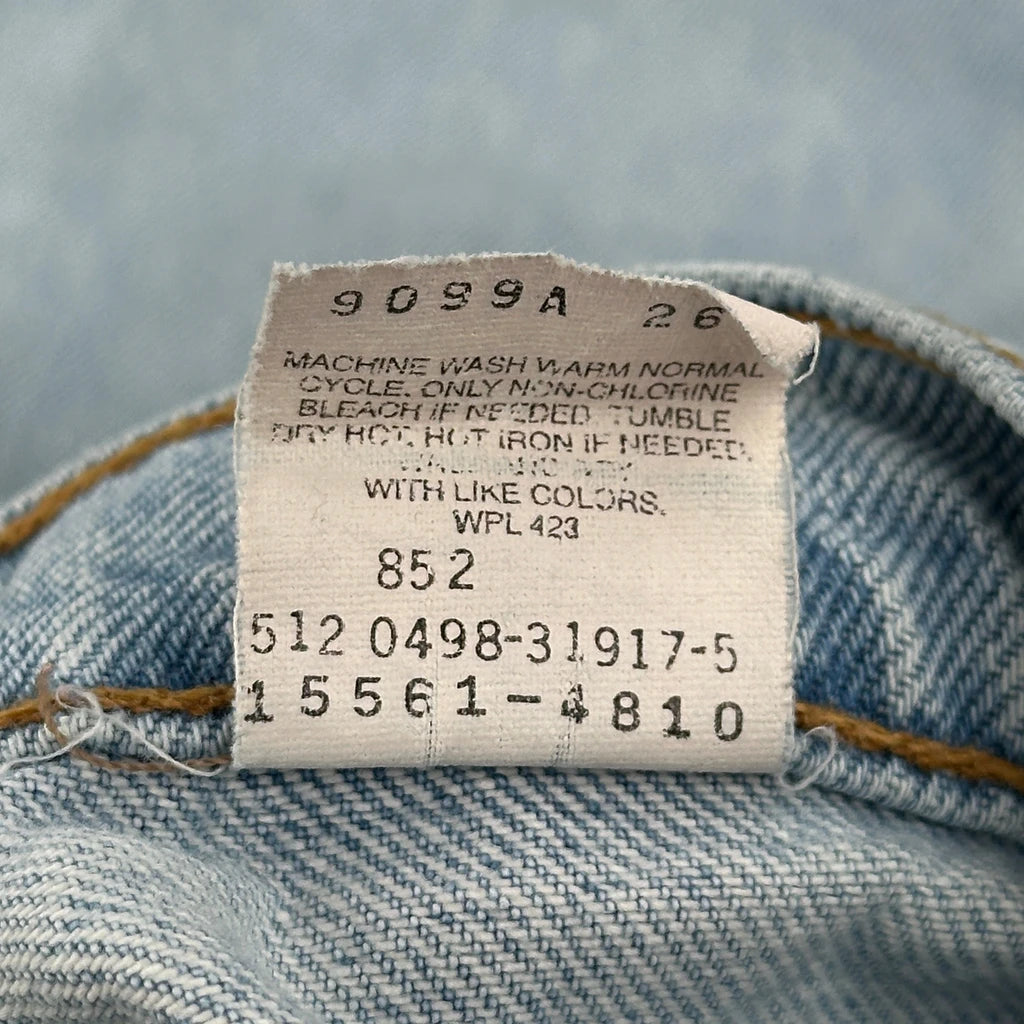 9099A 26
MACHINE WASH WARM NORMAL
CYCLE. ONLY NON-CHLORINE
BLEACH IF NEEDED. TUMBLE
DRY HOT. HOT IRON IF NEEDED.
WITH LIKE COLORS.
WPL 423
852
512 0498-31917-5
15561-4810